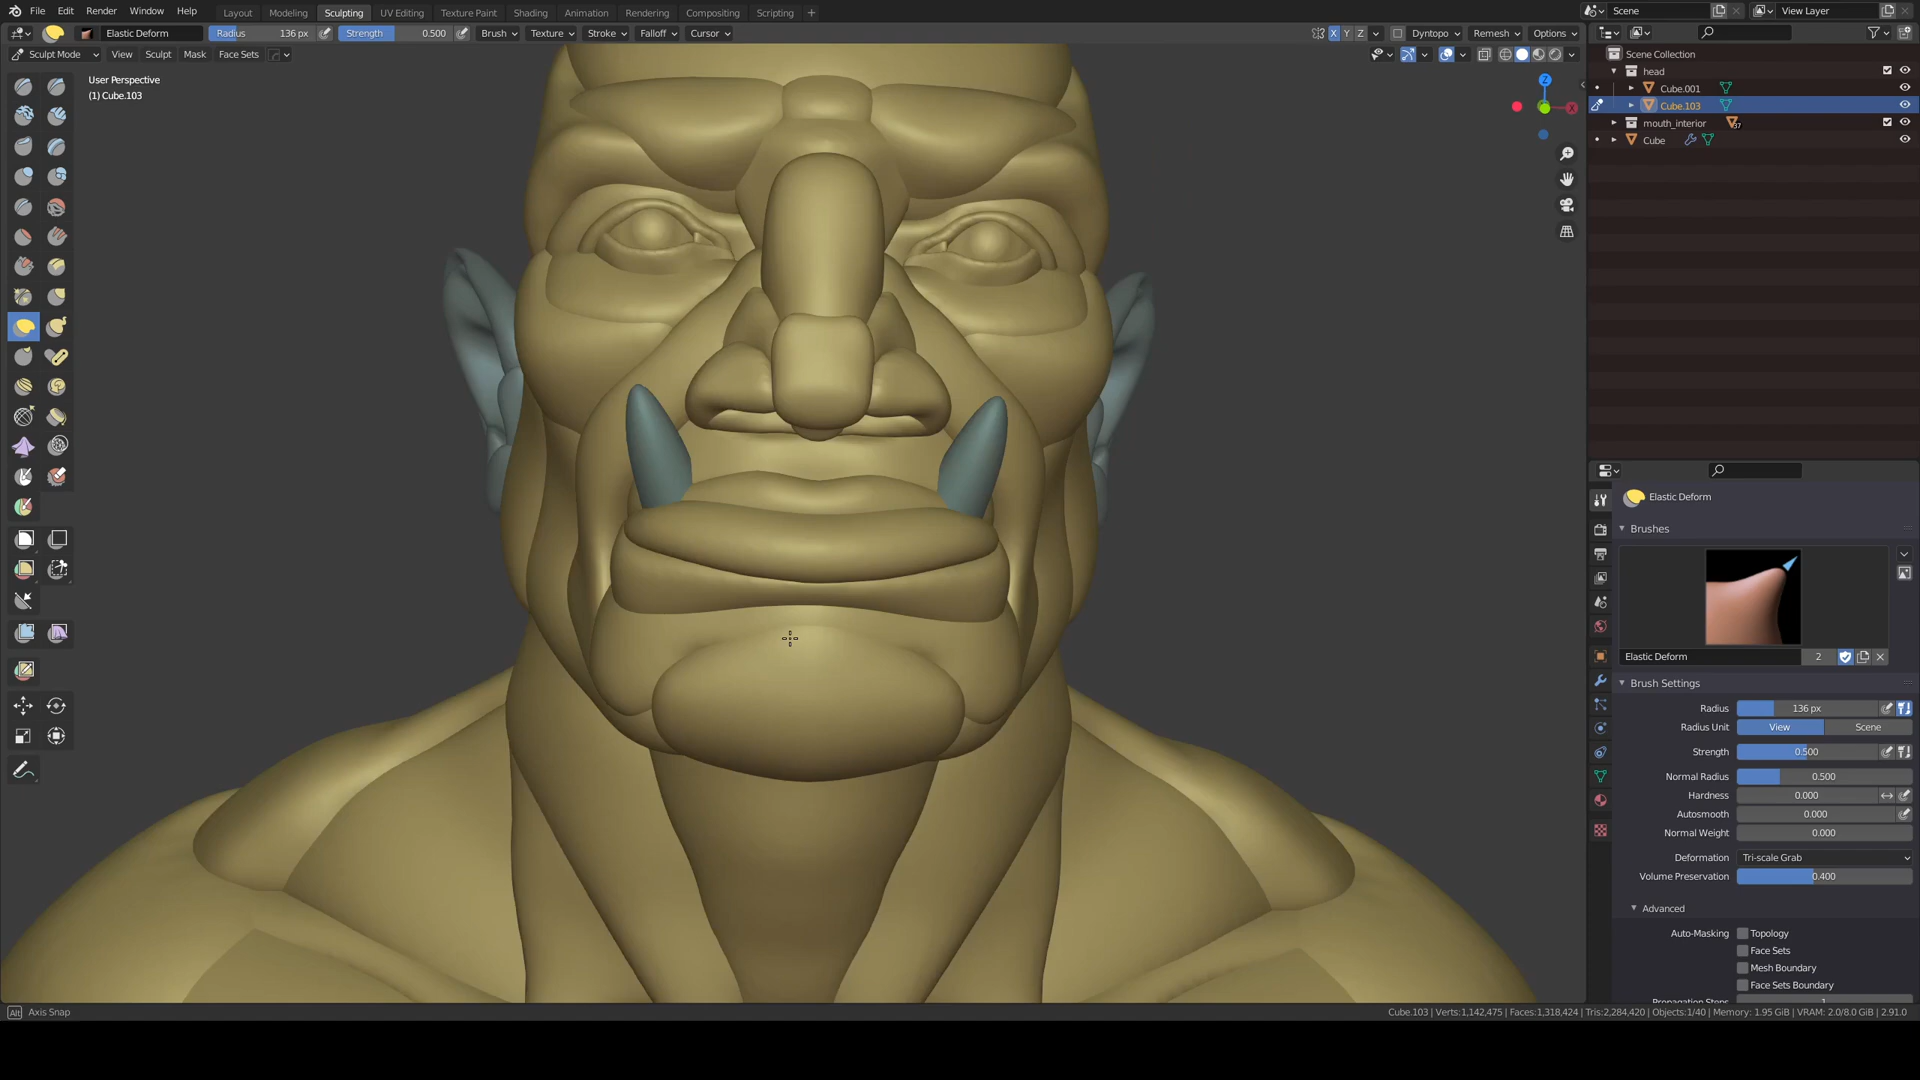 File Edit Render Window Help Layout Modeling Sculpting UV Editing Texture Paint Shading Animation Rendering Compositing Scripting + Scene View Layer
Elastic Deform Radius 136 px Strength 0.500 Brush Texture Stroke Falloff Cursor X Y Z Dyntopo Remesh Options
Sculpt Mode View Sculpt Mask Face Sets
User Perspective
(1) Cube.103
Z
X
Scene Collection
head
Cube.001
Cube.103
mouth_interior 37
Cube
Elastic Deform
Brushes
Elastic Deform 2
Brush Settings
Radius 136 px
Radius Unit View Scene
Strength 0.500
Normal Radius 0.500
Hardness 0.000
Autosmooth 0.000
Normal Weight 0.000
Deformation Tri-scale Grab
Volume Preservation 0.400
Advanced
Auto-Masking Topology
Face Sets
Mesh Boundary
Face Sets Boundary
Propagation Steps 1
Alt Axis Snap
Cube.103 | Verts:1,142,475 | Faces:1,318,424 | Tris:2,284,420 | Objects:1/40 | Memory: 1.95 GiB | VRAM: 2.0/8.0 GiB | 2.91.0